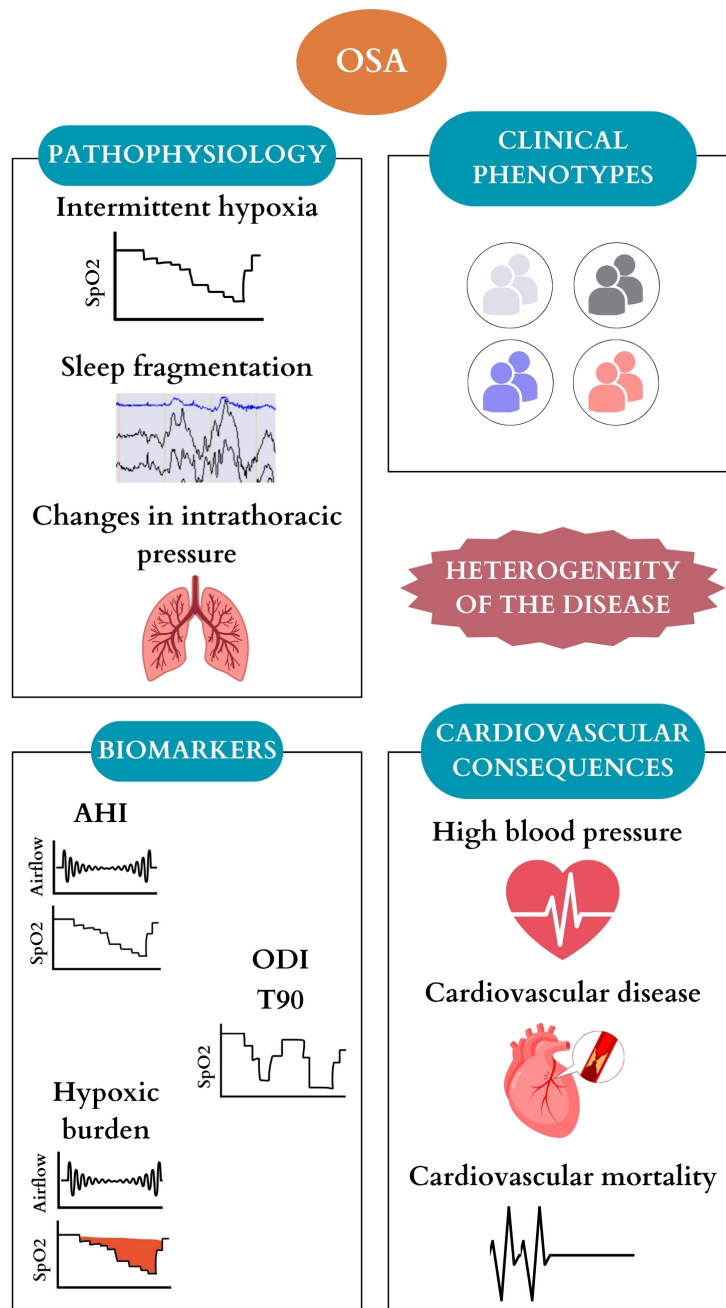 OSA
PATHOPHYSIOLOGY
Intermittent hypoxia
SpO2
Sleep fragmentation
Changes in intrathoracic
pressure
CLINICAL
PHENOTYPES
HETEROGENEITY
OF THE DISEASE
BIOMARKERS
AHI
Airflow
SpO2
ODI
T90
SpO2
Hypoxic
burden
Airflow
SpO2
CARDIOVASCULAR
CONSEQUENCES
High blood pressure
Cardiovascular disease
Cardiovascular mortality